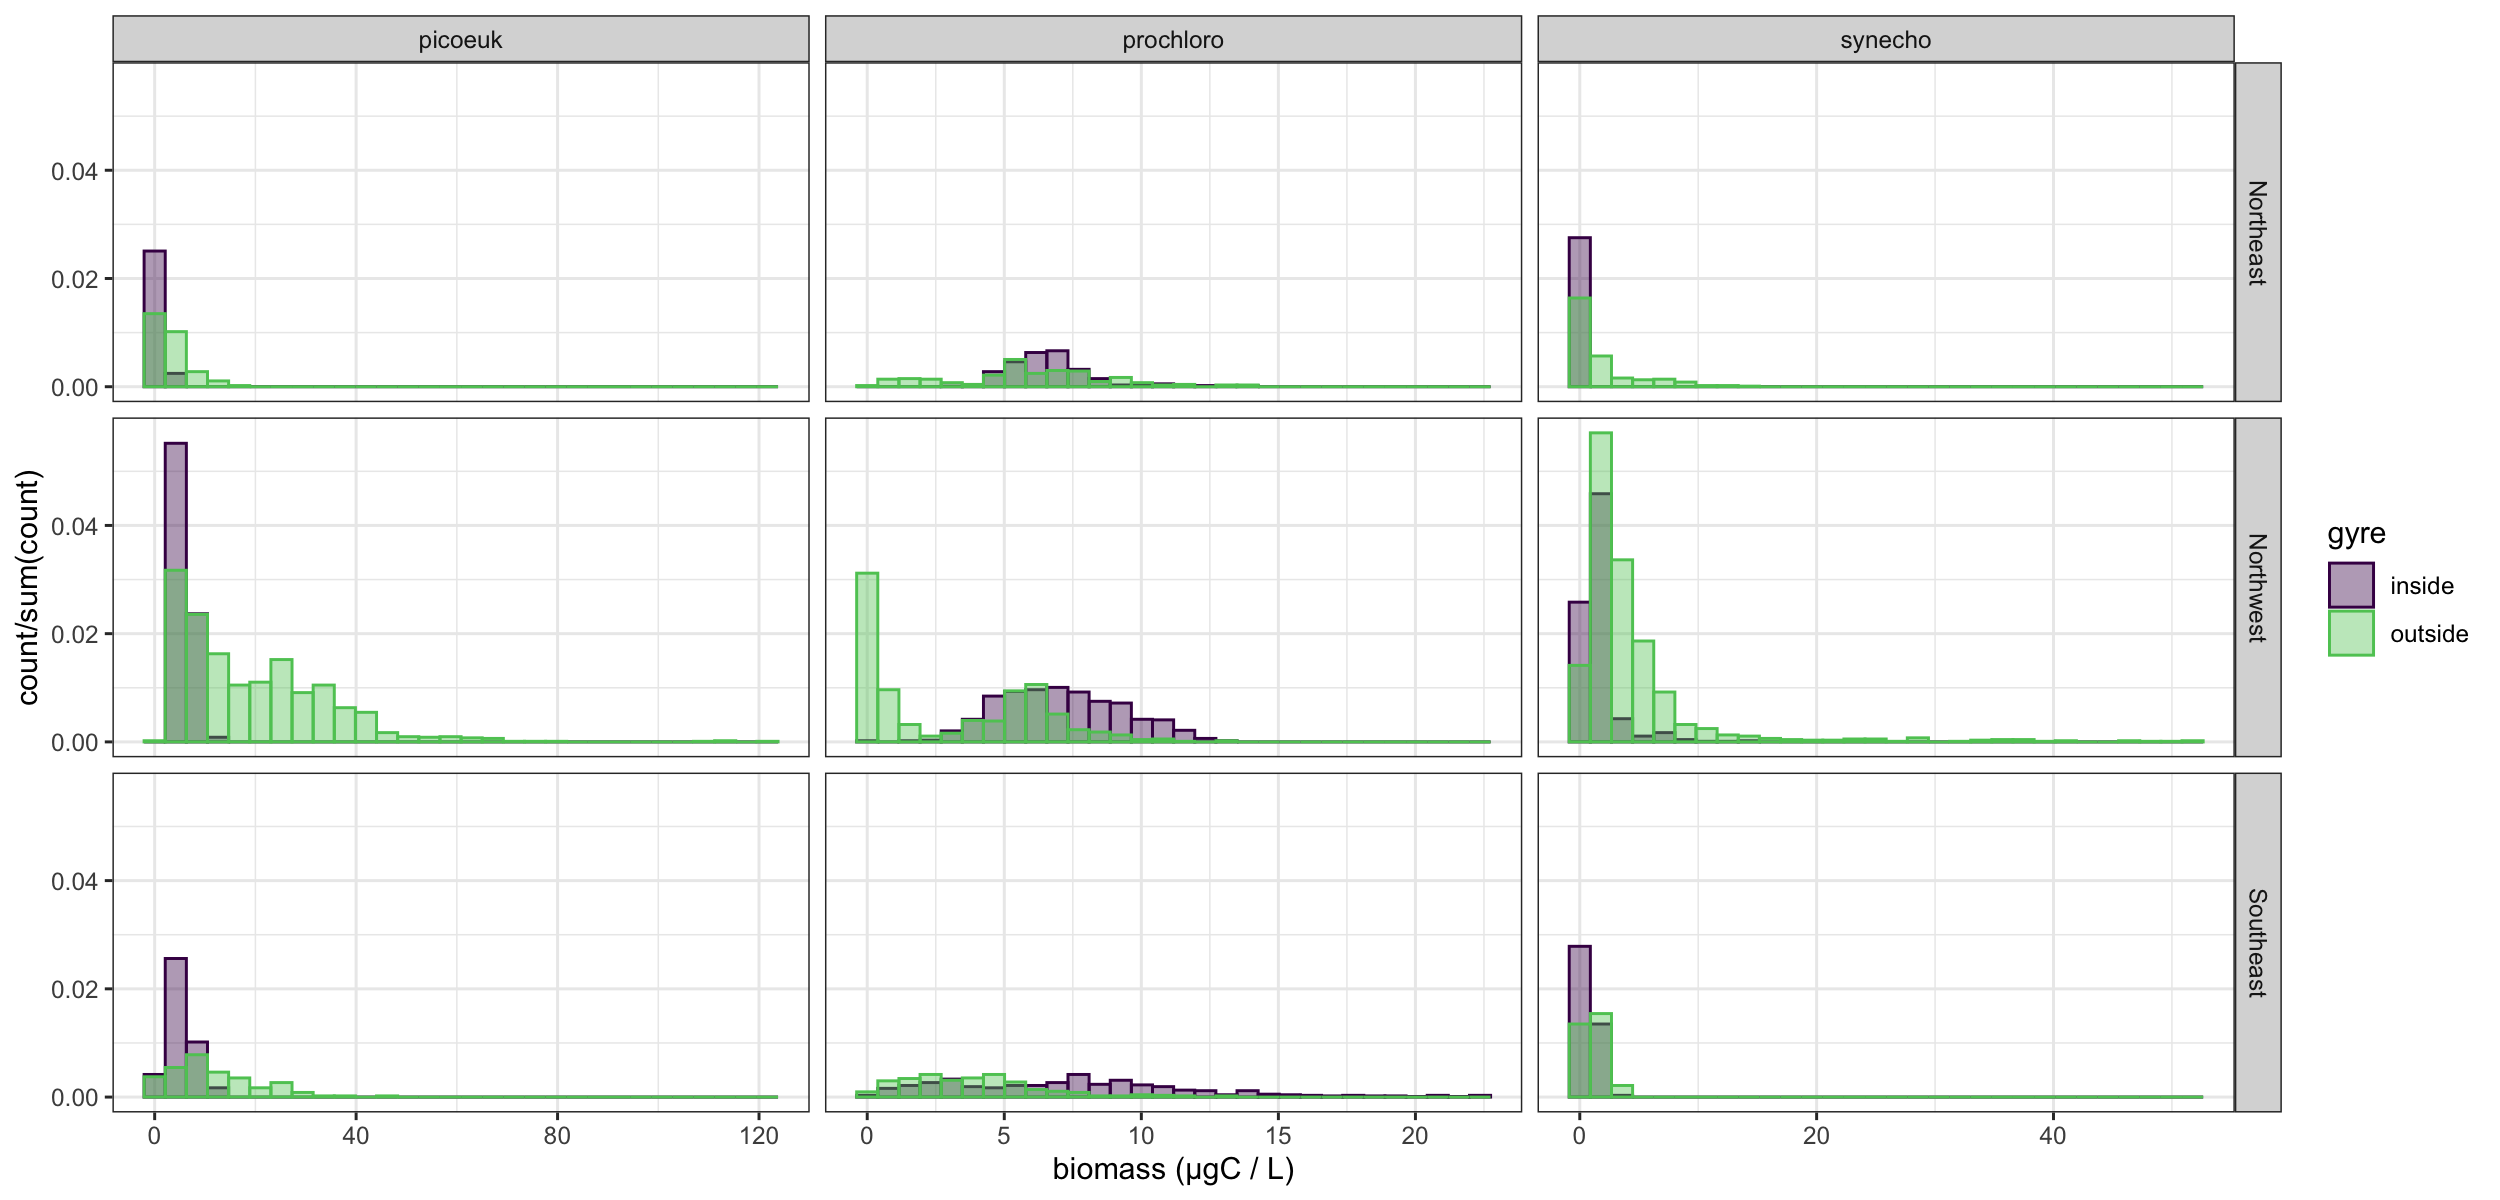 picoeuk prochloro synecho
0.04
0.02
0.00
Northeast
0.04
0.02
0.00
Northwest
0.04
0.02
0.00
Southeast
0 40 80 120 0 5 10 15 20 0 20 40
biomass (μgC / L)
count/sum(count)
gyre
inside
outside